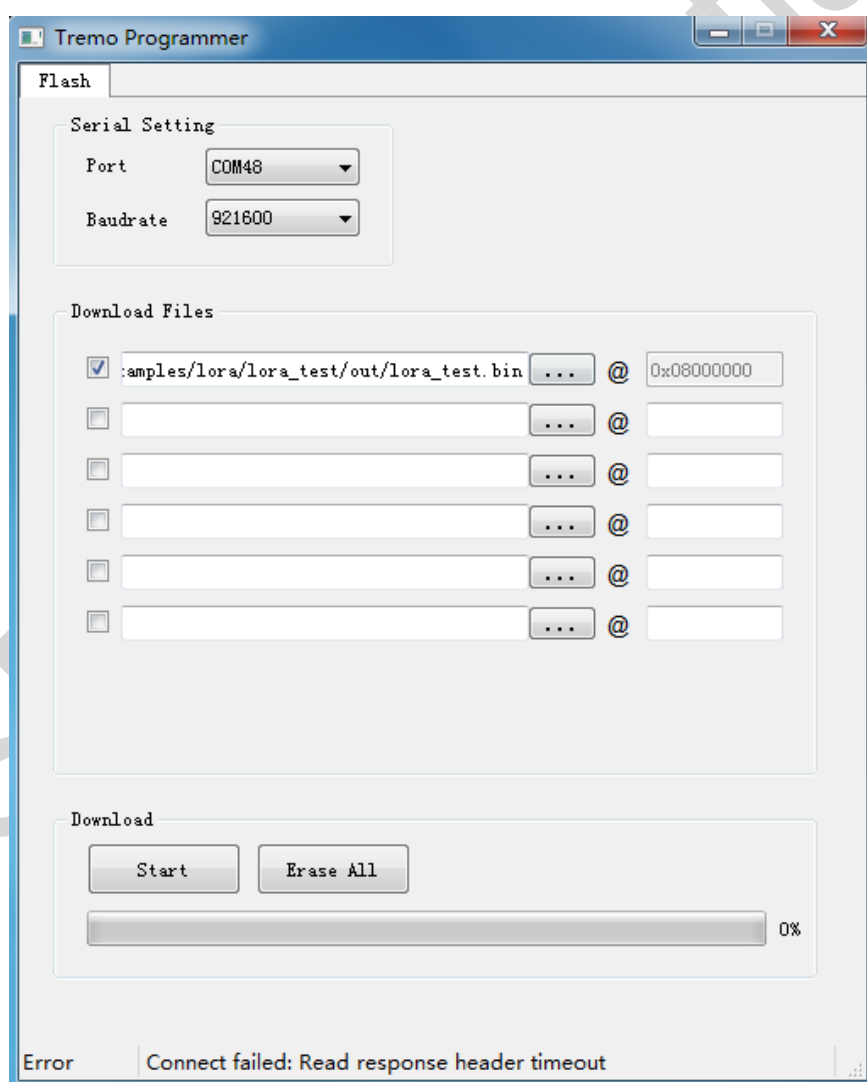 Tremo Programmer
Flash
Serial Setting
Port COM48
Baudrate 921600
Download Files
amples/lora/lora_test/out/lora_test.bin ... @ 0x08000000
... @
... @
... @
... @
... @
Download
Start Erase All
0%
Error Connect failed: Read response header timeout